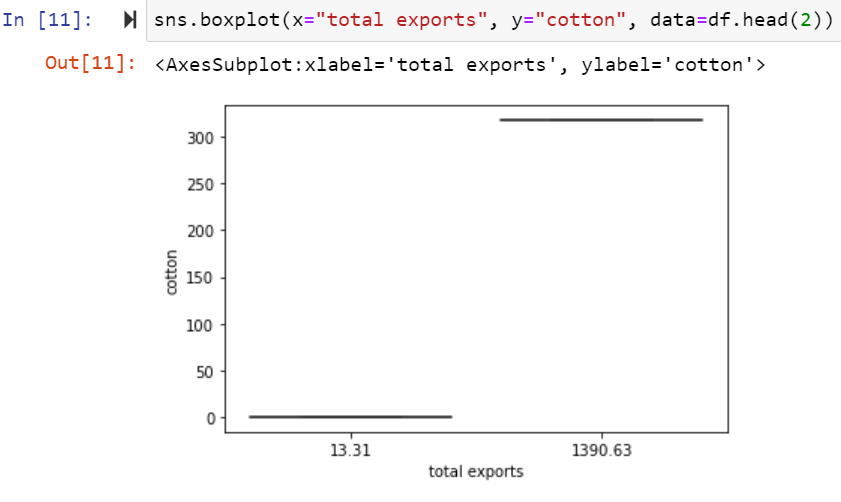 In [11]: sns.boxplot(x="total exports", y="cotton", data=df.head(2))
Out[11]: <AxesSubplot:xlabel='total exports', ylabel='cotton'>
300
250
200
150
100
50
0
cotton
13.31 1390.63
total exports